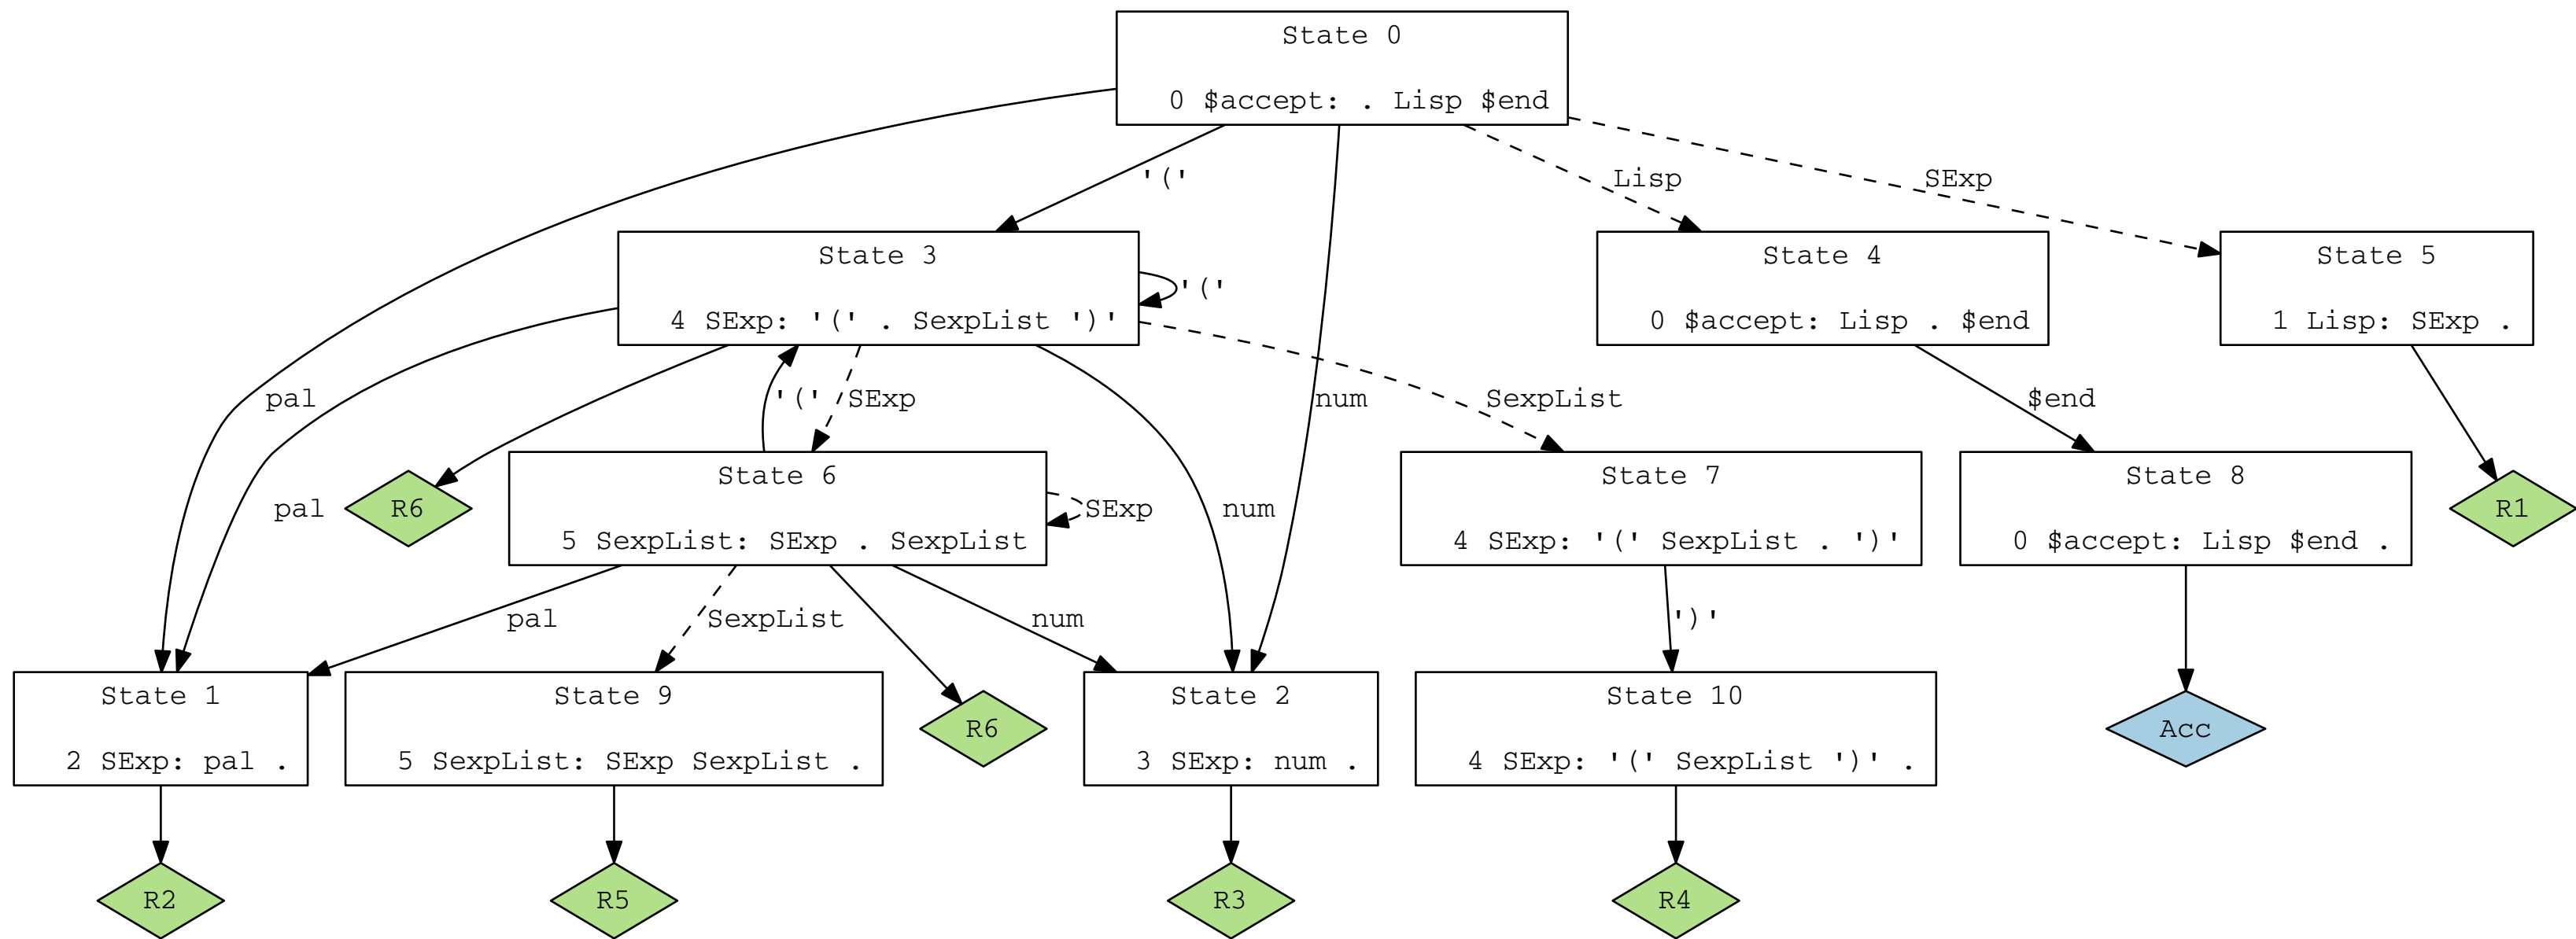 State 0
0 $accept: . Lisp $end
'('
Lisp
SExp
State 3
4 SExp: '(' . SexpList ')'
'('
State 4
0 $accept: Lisp . $end
State 5
1 Lisp: SExp .
pal
'('
SExp
num
SexpList
$end
pal
R6
State 6
5 SexpList: SExp . SexpList
SExp
num
State 7
4 SExp: '(' SexpList . ')'
State 8
0 $accept: Lisp $end .
R1
pal
SexpList
num
')'
State 1
2 SExp: pal .
State 9
5 SexpList: SExp SexpList .
R6
State 2
3 SExp: num .
State 10
4 SExp: '(' SexpList ')' .
Acc
R2
R5
R3
R4